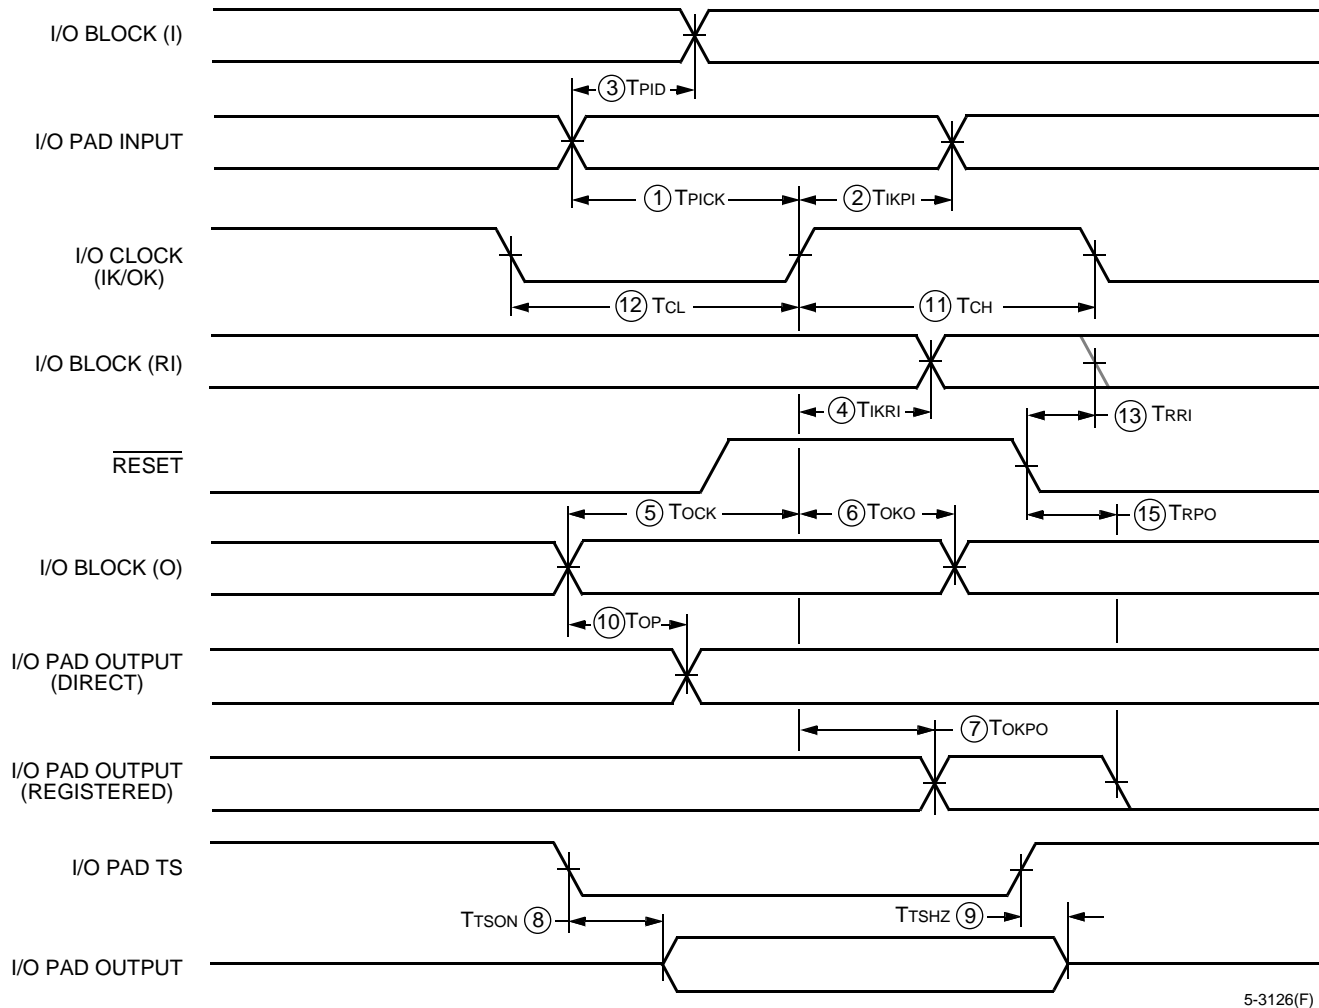 I/O BLOCK (I)
③ TPID
I/O PAD INPUT
① TPICK
② TIKPI
I/O CLOCK
(IK/OK)
⑫ TCL
⑪ TCH
I/O BLOCK (RI)
④ TIKRI
⑬ TRRI
RESET
⑤ TOCK
⑥ TOKO
⑮ TRPO
I/O BLOCK (O)
⑩ TOP
I/O PAD OUTPUT
(DIRECT)
⑦ TOKPO
I/O PAD OUTPUT
(REGISTERED)
I/O PAD TS
TTSON ⑧
TTSHZ ⑨
I/O PAD OUTPUT
5-3126(F)